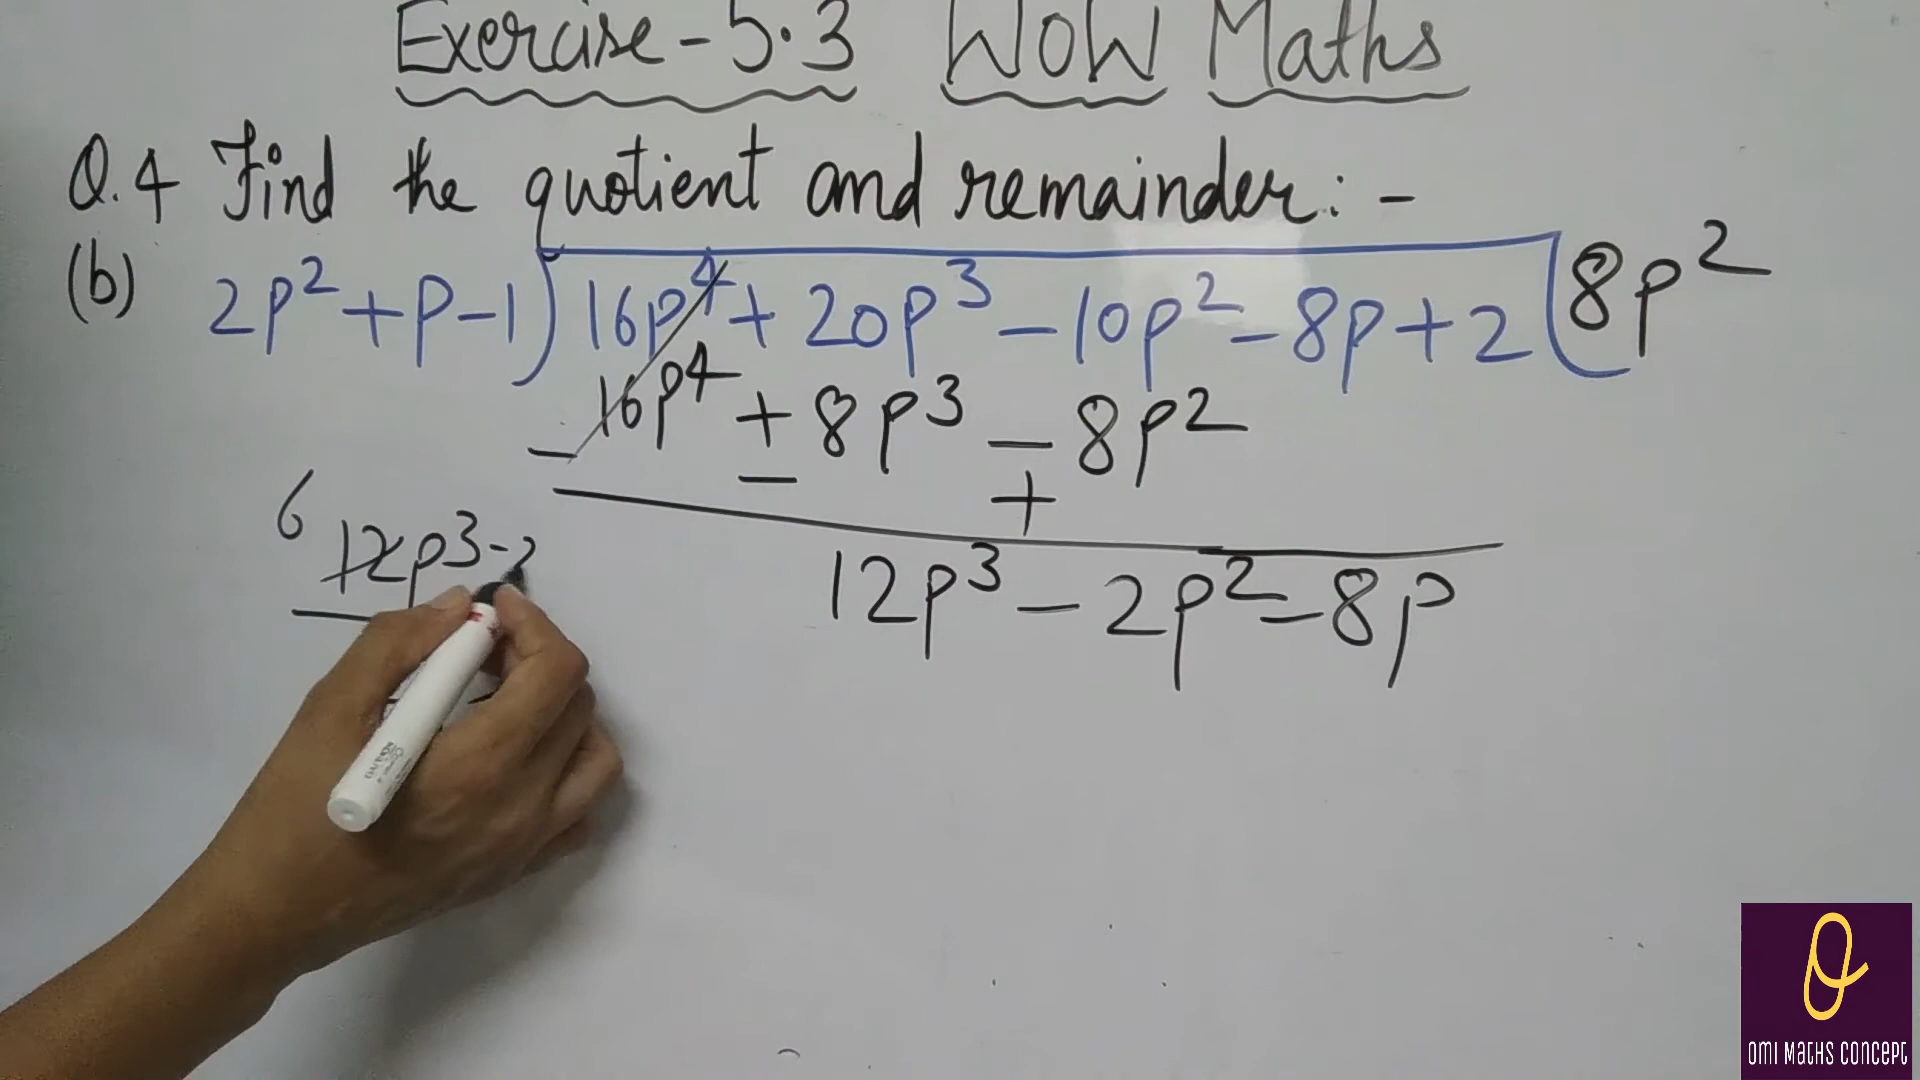 Exercise - 5.3 WOW Maths
Q.4 Find the quotient and remainder: -
(b) 2p² + p - 1) 16p⁴ + 20p³ - 10p² - 8p + 2 ( 8p²
16p⁴ + 8p³ - 8p²
- - +
6 12p³⁻²
12p³ - 2p² - 8p
OMI MATHS CONCEPT